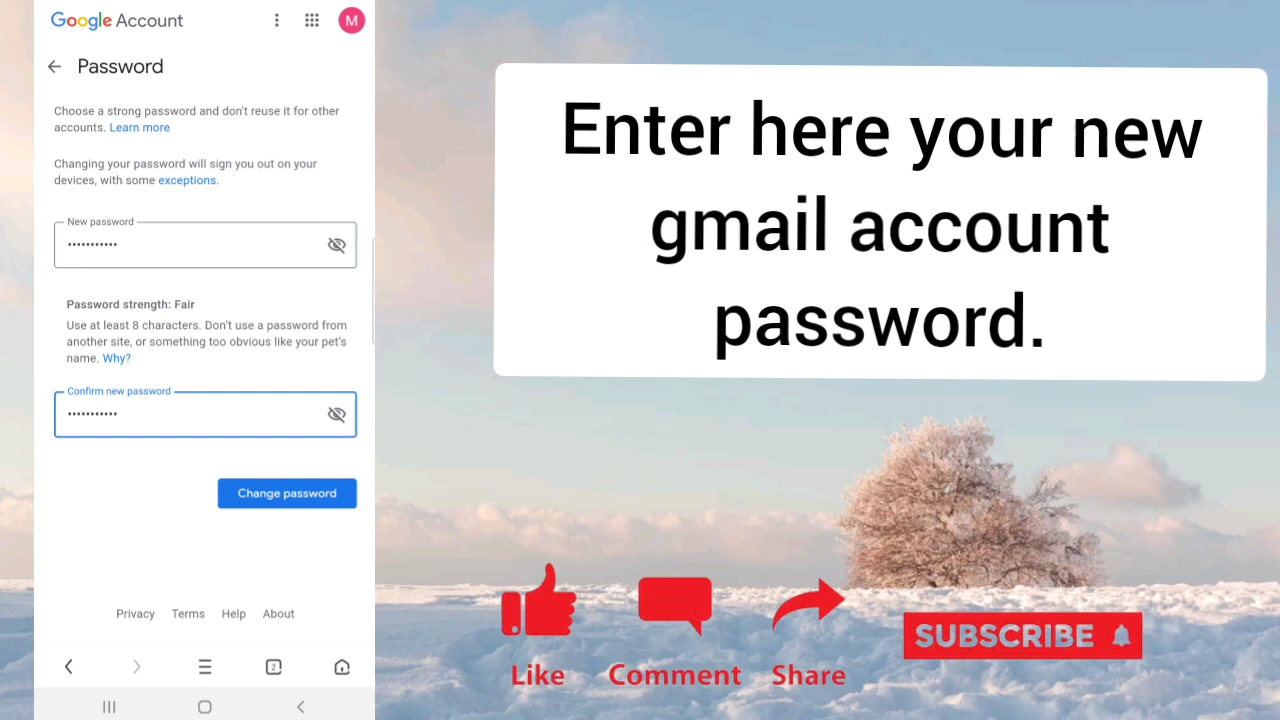 Google Account
M
Password
Choose a strong password and don't reuse it for other
accounts. Learn more
Changing your password will sign you out on your
devices, with some exceptions.
New password
•••••••••••
Password strength: Fair
Use at least 8 characters. Don't use a password from
another site, or something too obvious like your pet's
name. Why?
Confirm new password
•••••••••••
Change password
Privacy Terms Help About
2
Enter here your new
gmail account
password.
Like Comment Share
SUBSCRIBE